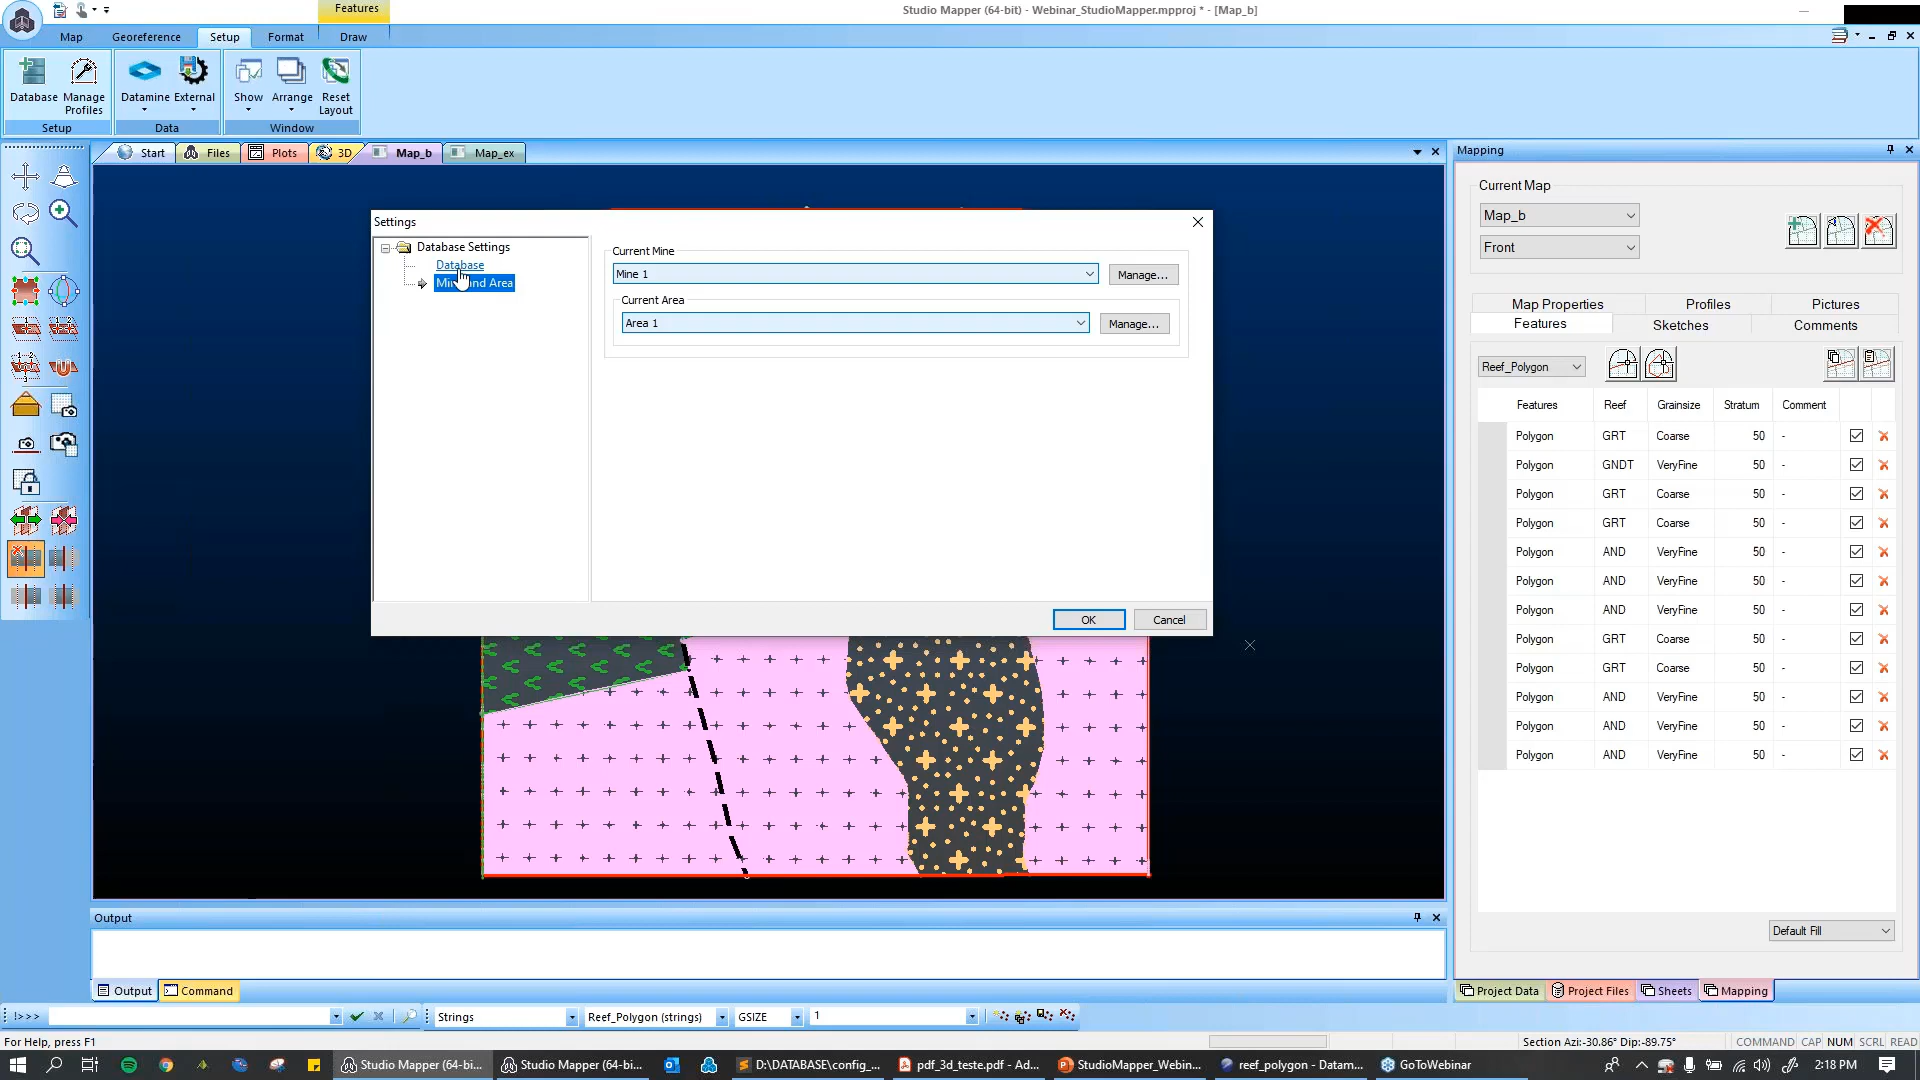 Features
Studio Mapper (64-bit) - Webinar_StudioMapper.mpproj * - [Map_b]
Map Georeference Setup Format Draw
Database Manage Profiles Datamine External Show Arrange Reset Layout
Setup Data Window
Start Files Plots 3D Map_b Map_ex
Settings
Database Settings
Database
Current Mine
Mine 1 Manage...
Current Area
Area 1 Manage...
OK Cancel
Mapping
Current Map
Map_b
Front
Map Properties Profiles Pictures
Features Sketches Comments
Reef_Polygon
Features Reef Grainsize Stratum Comment
Polygon GRT Coarse 50 -
Polygon GNDT VeryFine 50 -
Polygon GRT Coarse 50 -
Polygon GRT Coarse 50 -
Polygon AND VeryFine 50 -
Polygon AND VeryFine 50 -
Polygon AND VeryFine 50 -
Polygon GRT Coarse 50 -
Polygon GRT Coarse 50 -
Polygon AND VeryFine 50 -
Polygon AND VeryFine 50 -
Polygon AND VeryFine 50 -
Default Fill
Output
Output Command
Project Data Project Files Sheets Mapping
!>>> Strings Reef_Polygon (strings) GSIZE 1
For Help, press F1
Section Azi:-30.86° Dip:-89.75° COMMAND CAP NUM SCRL READ
Studio Mapper (64-bi... Studio Mapper (64-bi... D:\DATABASE\config_... pdf_3d_teste.pdf - Ad... StudioMapper_Webin... reef_polygon - Datam... GoToWebinar 2:18 PM